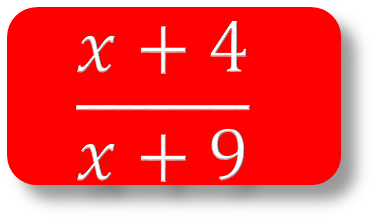 x + 4
x + 9